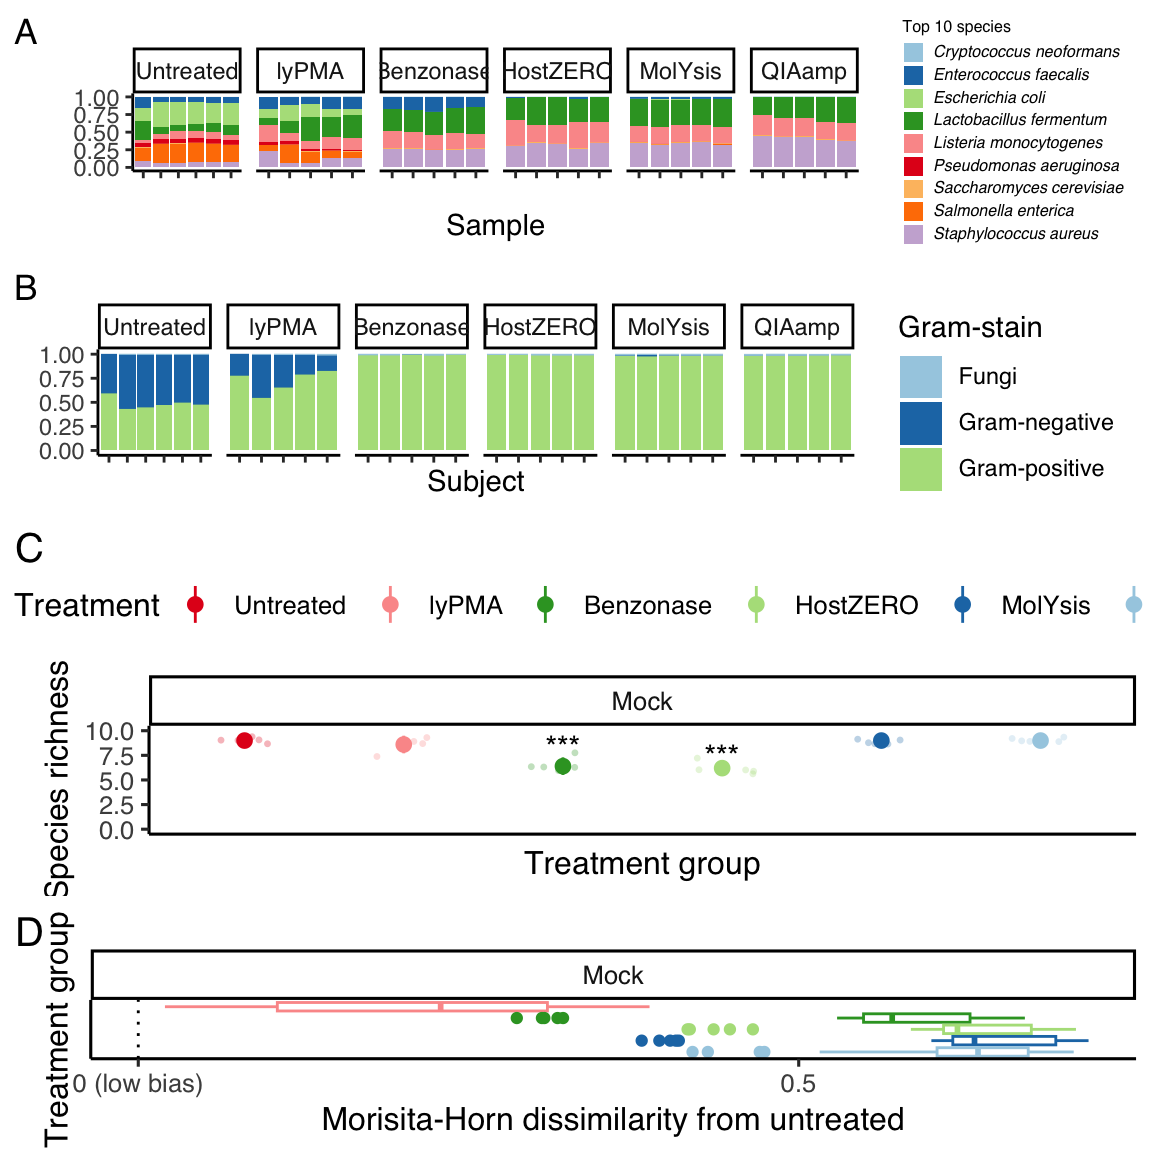 A
Untreated
lyPMA
Benzonase
HostZERO
MolYsis
QIAamp
1.00
0.75
0.50
0.25
0.00
Sample
Top 10 species
Cryptococcus neoformans
Enterococcus faecalis
Escherichia coli
Lactobacillus fermentum
Listeria monocytogenes
Pseudomonas aeruginosa
Saccharomyces cerevisiae
Salmonella enterica
Staphylococcus aureus
B
Untreated
lyPMA
Benzonase
HostZERO
MolYsis
QIAamp
1.00
0.75
0.50
0.25
0.00
Subject
Gram-stain
Fungi
Gram-negative
Gram-positive
C
Treatment
Untreated
lyPMA
Benzonase
HostZERO
MolYsis
Mock
Species richness
10.0
7.5
5.0
2.5
0.0
***
***
Treatment group
D
Treatment group
Mock
0 (low bias)
0.5
Morisita-Horn dissimilarity from untreated